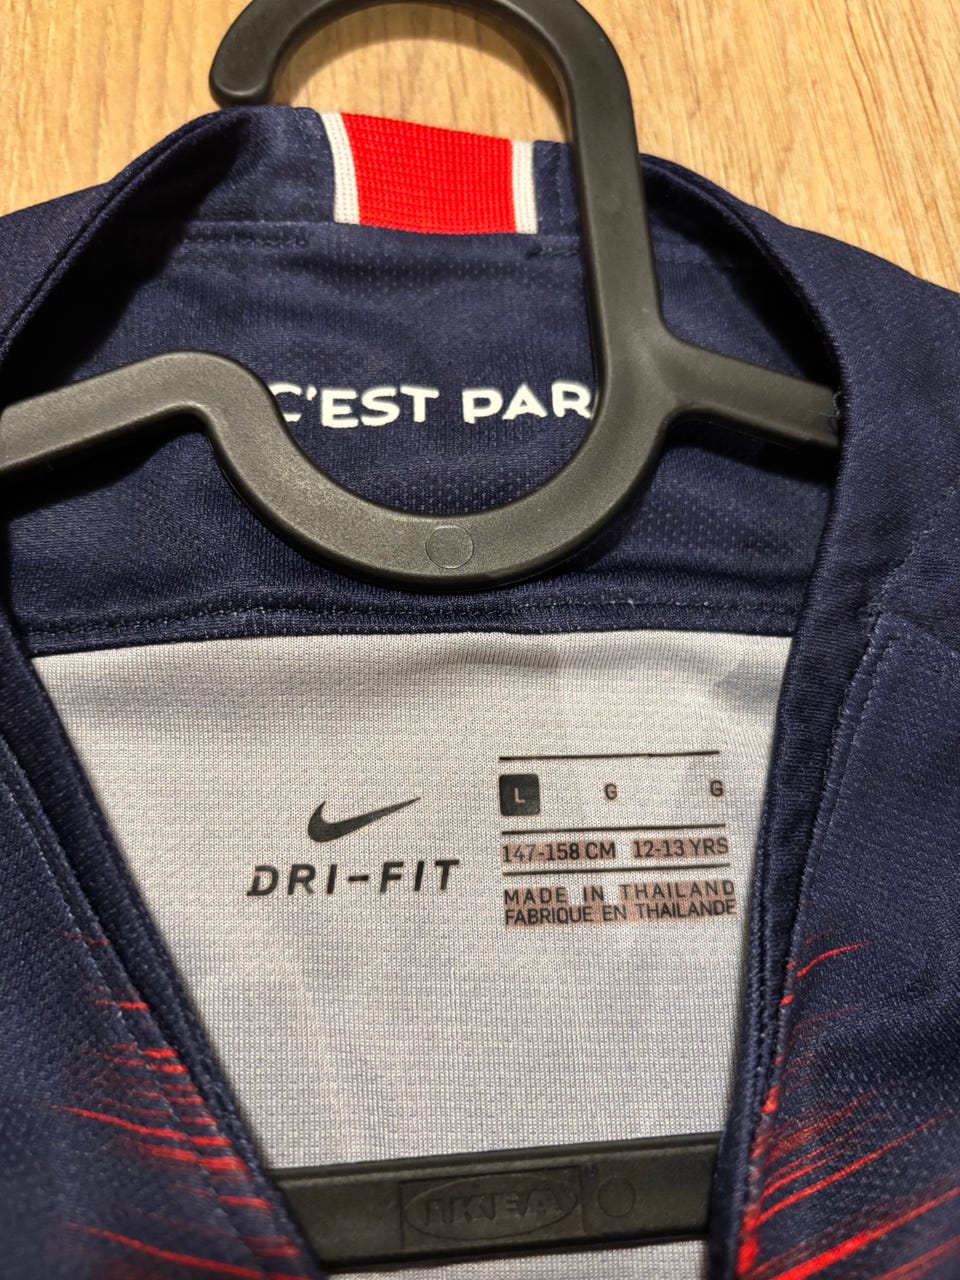 C'EST PAR
DRI-FIT
L G G
147-158 CM 12-13 YRS
MADE IN THAILAND
FABRIQUE EN THAILANDE
IKEA